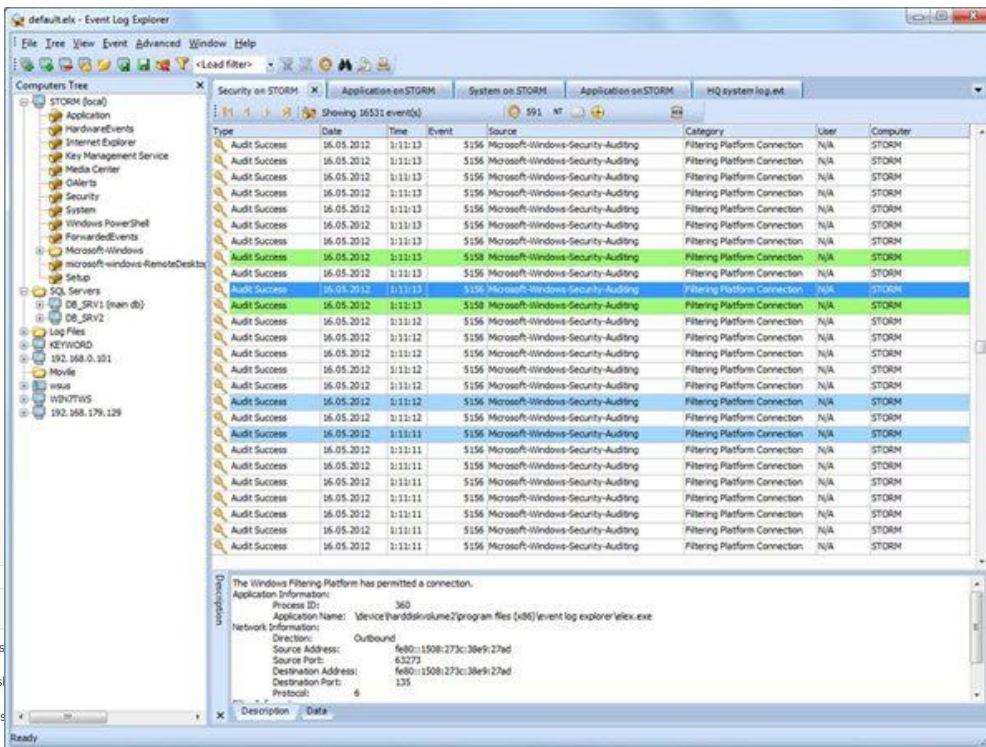 default.elx - Event Log Explorer
File Tree View Event Advanced Window Help
<Load filter>
Computers Tree
STORM (local)
Application
HardwareEvents
Internet Explorer
Key Management Service
Media Center
OAlerts
Security
System
Windows PowerShell
ForwardedEvents
Microsoft-Windows
microsoft-windows-RemoteDesktop
Setup
SQL Servers
DB_SRV1 (main db)
DB_SRV2
Log Files
KEYWORD
192.168.0.101
Movile
wsus
WIN7TWS
192.168.179.129
Security on STORM Application on STORM System on STORM Application on STORM HQ system log.evt
Showing 16531 event(s) 591 NT
Type Date Time Event Source Category User Computer
Audit Success 16.05.2012 1:11:13 5156 Microsoft-Windows-Security-Auditing Filtering Platform Connection N/A STORM
Audit Success 16.05.2012 1:11:13 5156 Microsoft-Windows-Security-Auditing Filtering Platform Connection N/A STORM
Audit Success 16.05.2012 1:11:13 5156 Microsoft-Windows-Security-Auditing Filtering Platform Connection N/A STORM
Audit Success 16.05.2012 1:11:13 5156 Microsoft-Windows-Security-Auditing Filtering Platform Connection N/A STORM
Audit Success 16.05.2012 1:11:13 5156 Microsoft-Windows-Security-Auditing Filtering Platform Connection N/A STORM
Audit Success 16.05.2012 1:11:13 5156 Microsoft-Windows-Security-Auditing Filtering Platform Connection N/A STORM
Audit Success 16.05.2012 1:11:13 5156 Microsoft-Windows-Security-Auditing Filtering Platform Connection N/A STORM
Audit Success 16.05.2012 1:11:13 5158 Microsoft-Windows-Security-Auditing Filtering Platform Connection N/A STORM
Audit Success 16.05.2012 1:11:13 5156 Microsoft-Windows-Security-Auditing Filtering Platform Connection N/A STORM
Audit Success 16.05.2012 1:11:13 5156 Microsoft-Windows-Security-Auditing Filtering Platform Connection N/A STORM
Audit Success 16.05.2012 1:11:13 5158 Microsoft-Windows-Security-Auditing Filtering Platform Connection N/A STORM
Audit Success 16.05.2012 1:11:12 5156 Microsoft-Windows-Security-Auditing Filtering Platform Connection N/A STORM
Audit Success 16.05.2012 1:11:12 5156 Microsoft-Windows-Security-Auditing Filtering Platform Connection N/A STORM
Audit Success 16.05.2012 1:11:12 5156 Microsoft-Windows-Security-Auditing Filtering Platform Connection N/A STORM
Audit Success 16.05.2012 1:11:12 5156 Microsoft-Windows-Security-Auditing Filtering Platform Connection N/A STORM
Audit Success 16.05.2012 1:11:12 5156 Microsoft-Windows-Security-Auditing Filtering Platform Connection N/A STORM
Audit Success 16.05.2012 1:11:12 5156 Microsoft-Windows-Security-Auditing Filtering Platform Connection N/A STORM
Audit Success 16.05.2012 1:11:12 5156 Microsoft-Windows-Security-Auditing Filtering Platform Connection N/A STORM
Audit Success 16.05.2012 1:11:11 5156 Microsoft-Windows-Security-Auditing Filtering Platform Connection N/A STORM
Audit Success 16.05.2012 1:11:11 5156 Microsoft-Windows-Security-Auditing Filtering Platform Connection N/A STORM
Audit Success 16.05.2012 1:11:11 5156 Microsoft-Windows-Security-Auditing Filtering Platform Connection N/A STORM
Audit Success 16.05.2012 1:11:11 5156 Microsoft-Windows-Security-Auditing Filtering Platform Connection N/A STORM
Audit Success 16.05.2012 1:11:11 5156 Microsoft-Windows-Security-Auditing Filtering Platform Connection N/A STORM
Audit Success 16.05.2012 1:11:11 5156 Microsoft-Windows-Security-Auditing Filtering Platform Connection N/A STORM
Audit Success 16.05.2012 1:11:11 5156 Microsoft-Windows-Security-Auditing Filtering Platform Connection N/A STORM
Audit Success 16.05.2012 1:11:11 5156 Microsoft-Windows-Security-Auditing Filtering Platform Connection N/A STORM
Description
The Windows Filtering Platform has permitted a connection.
Application Information:
Process ID: 360
Application Name: \device\harddiskvolume2\program files (x86)\event log explorer\elex.exe
Network Information:
Direction: Outbound
Source Address: fe80::1508:273c:38e9:27ad
Source Port: 63273
Destination Address: fe80::1508:273c:38e9:27ad
Destination Port: 135
Protocol: 6
Description Data
Ready